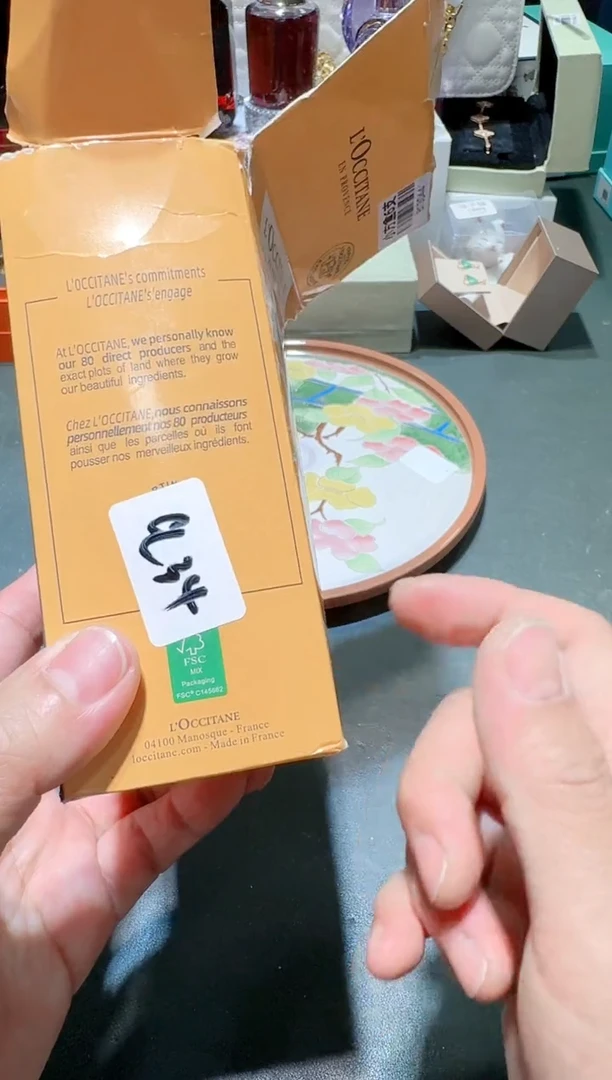 L'OCCITANE
EN PROVENCE
L'OCCITANE's commitments
L'OCCITANE s'engage
At L'OCCITANE, we personally know
our 80 direct producers and the
exact plots of land where they grow
our beautiful ingredients.
Chez L'OCCITANE, nous connaissons
personnellement nos 80 producteurs
ainsi que les parcelles où ils font
pousser nos merveilleux ingrédients.
FSC
MIX
Packaging
FSC® C145682
L'OCCITANE
04100 Manosque - France
loccitane.com - Made in France